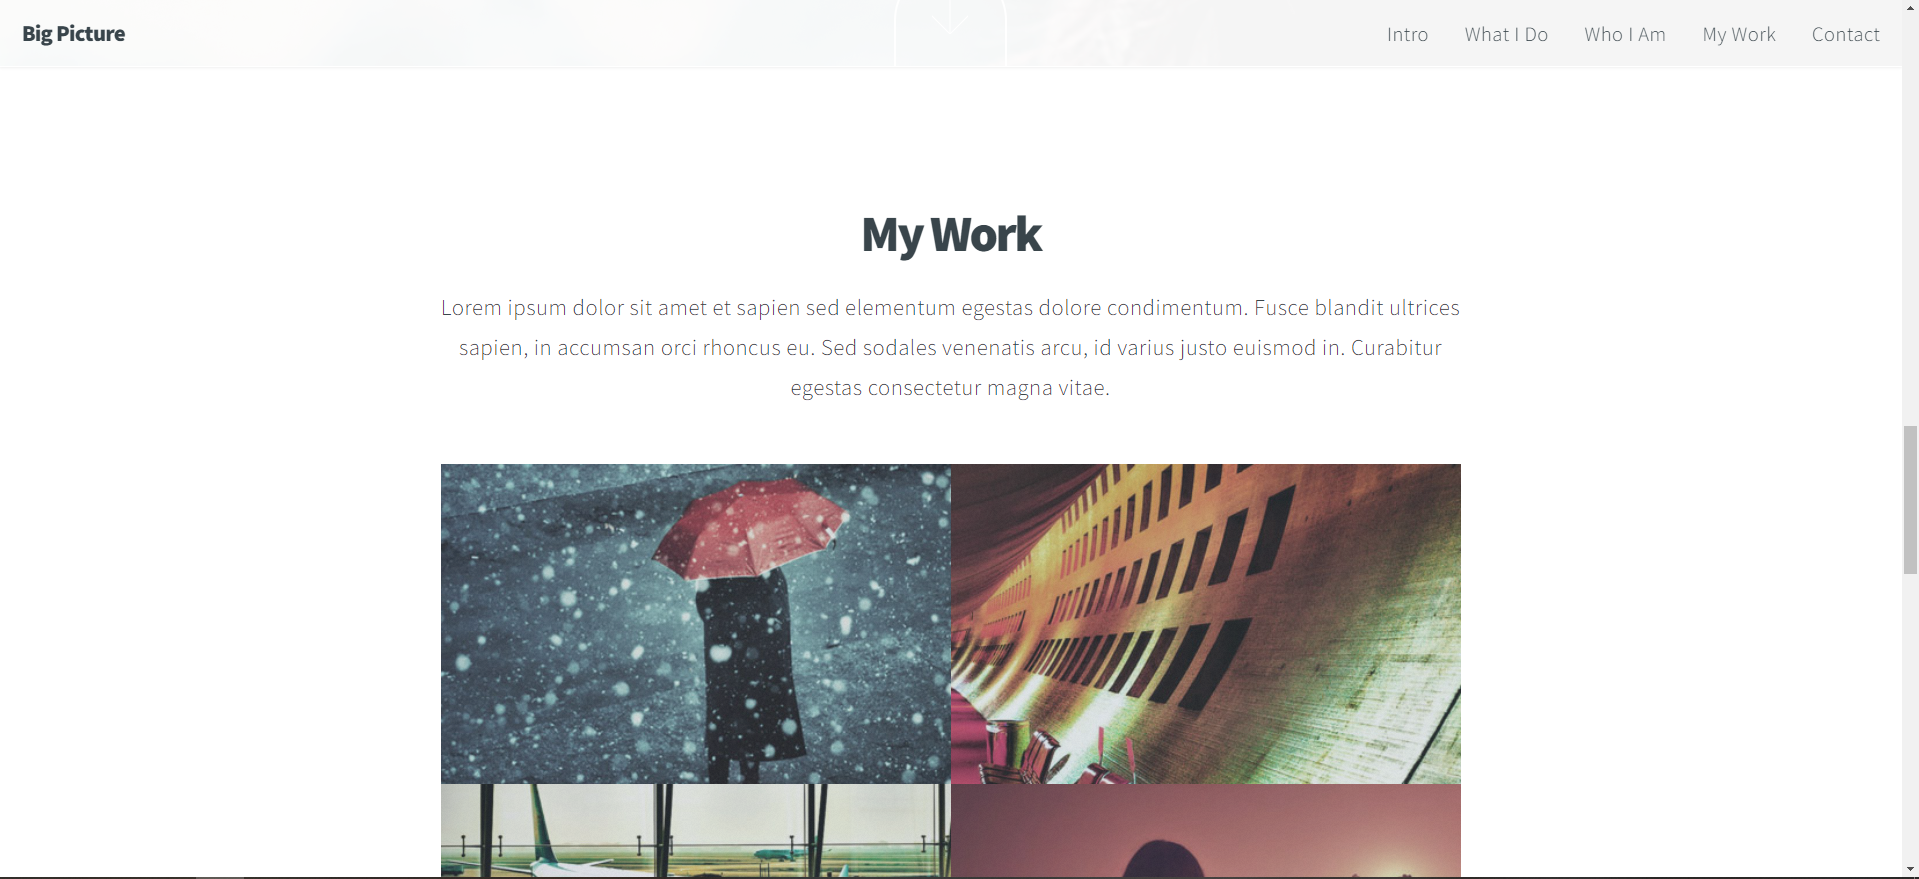 Big Picture
Intro
What I Do
Who I Am
My Work
Contact
My Work
Lorem ipsum dolor sit amet et sapien sed elementum egestas dolore condimentum. Fusce blandit ultrices
sapien, in accumsan orci rhoncus eu. Sed sodales venenatis arcu, id varius justo euismod in. Curabitur
egestas consectetur magna vitae.